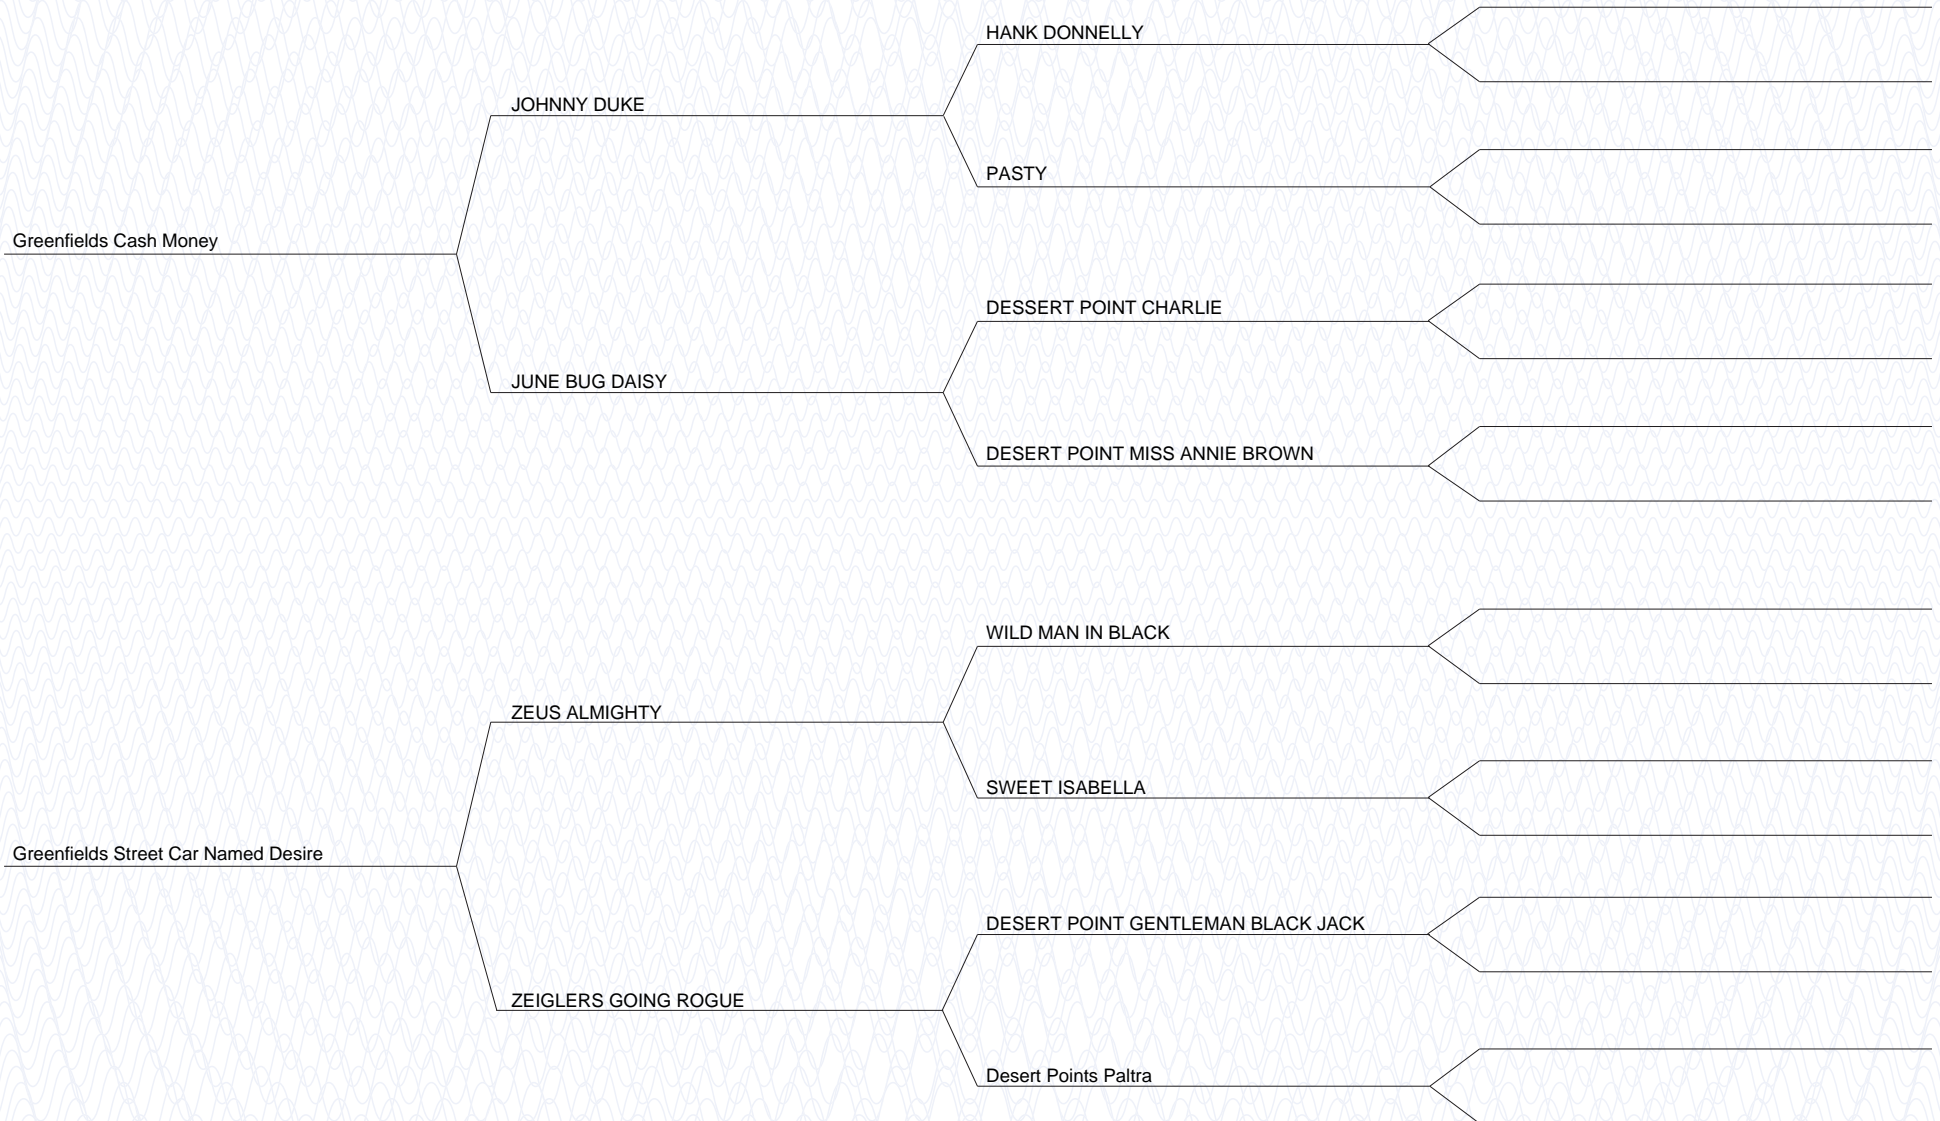 HANK DONNELLY
JOHNNY DUKE
PASTY
Greenfields Cash Money
DESSERT POINT CHARLIE
JUNE BUG DAISY
DESERT POINT MISS ANNIE BROWN
WILD MAN IN BLACK
ZEUS ALMIGHTY
SWEET ISABELLA
Greenfields Street Car Named Desire
DESERT POINT GENTLEMAN BLACK JACK
ZEIGLERS GOING ROGUE
Desert Points Paltra